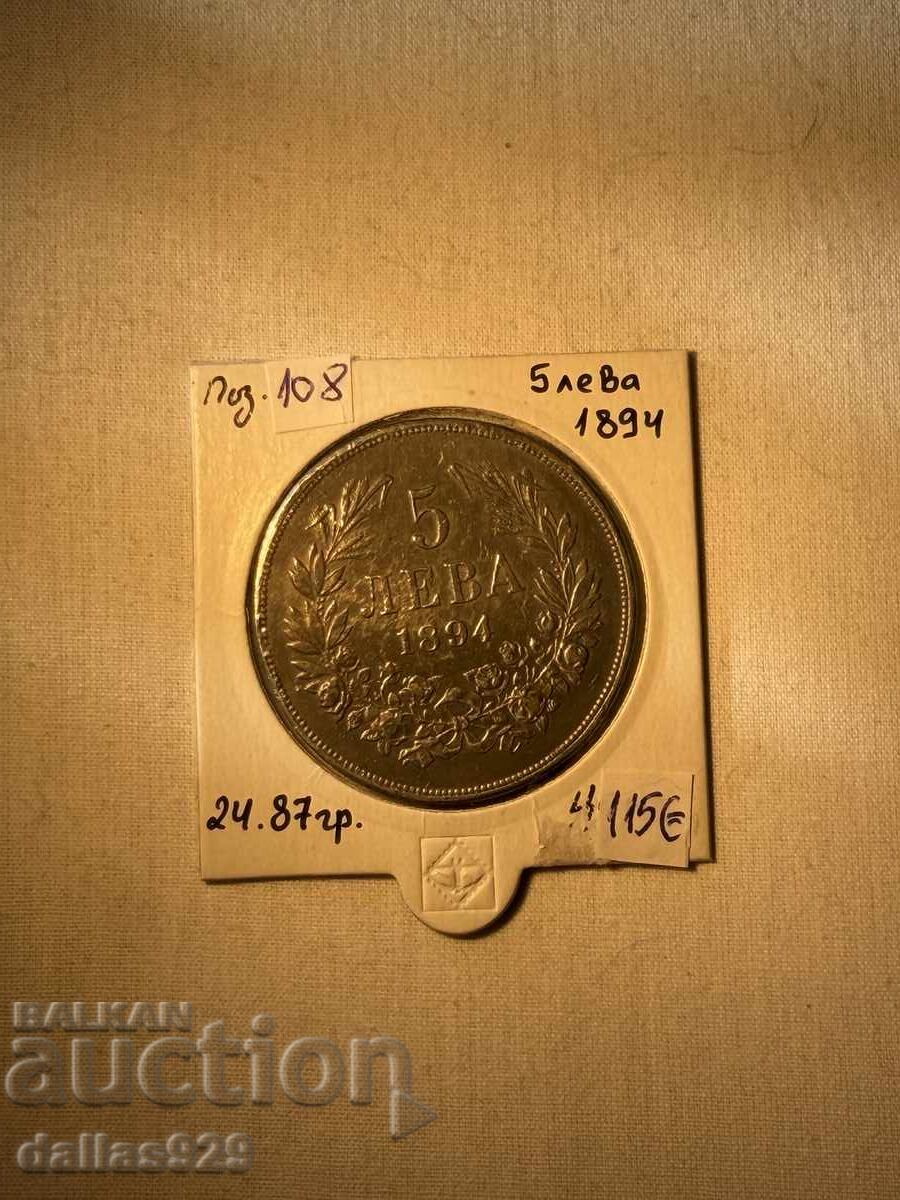 Поз. 108
5 лева
1894
5
ЛЕВА
1894
24.87гр.
115€
BALKAN
auction
dallas929